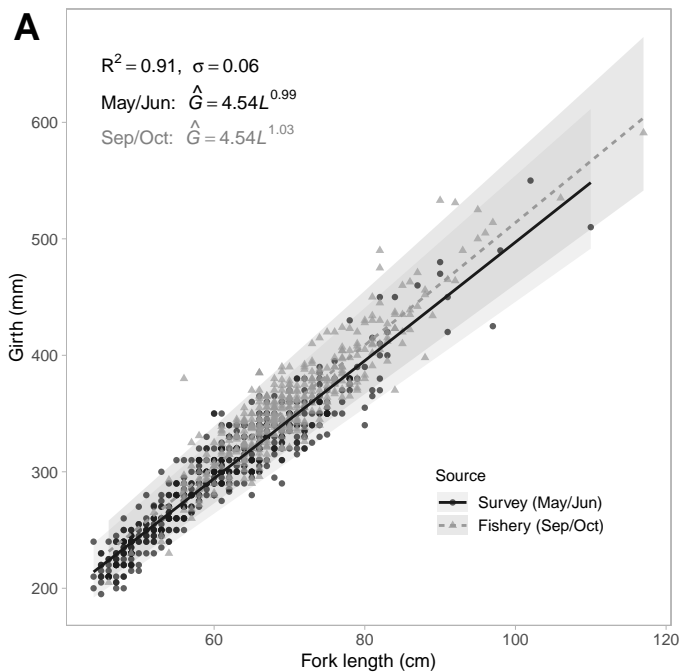 A
R² = 0.91, σ = 0.06
May/Jun: Ĝ = 4.54L^0.99
Sep/Oct: Ĝ = 4.54L^1.03
Girth (mm)
600
500
400
300
200
Source
Survey (May/Jun)
Fishery (Sep/Oct)
60 80 100 120
Fork length (cm)